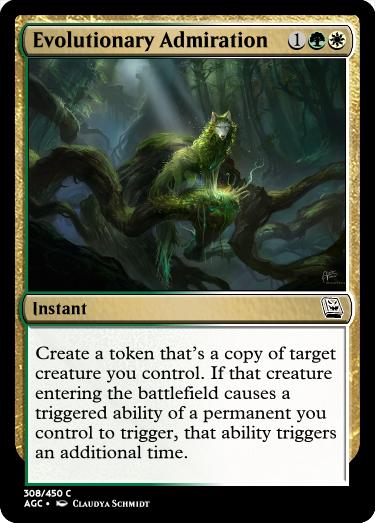 Evolutionary Admiration 1
Instant
Create a token that's a copy of target
creature you control. If that creature
entering the battlefield causes a
triggered ability of a permanent you
control to trigger, that ability triggers
an additional time.
308/450 C
AGC • Claudya Schmidt